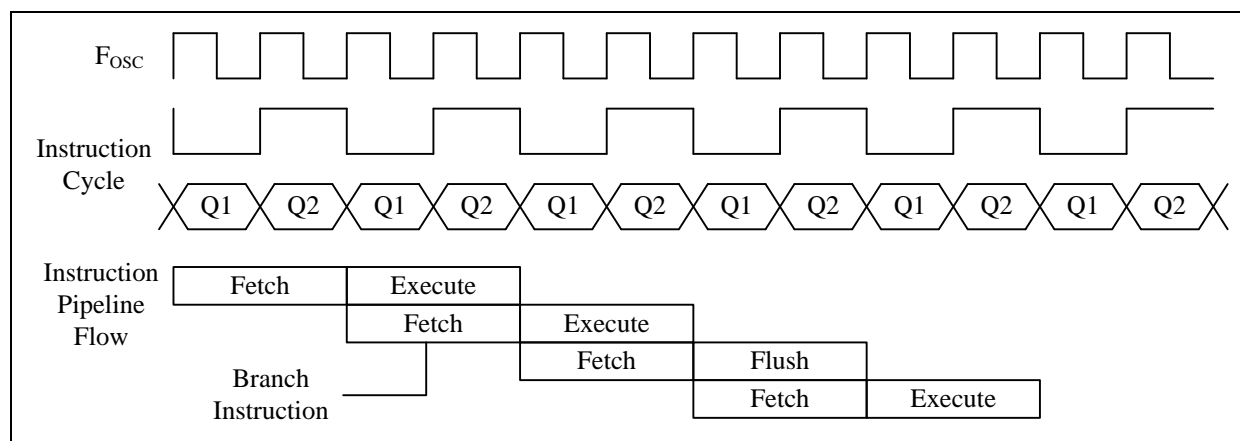 FOSC
Instruction
Cycle
Q1 Q2 Q1 Q2 Q1 Q2 Q1 Q2 Q1 Q2 Q1 Q2
Instruction
Pipeline
Flow
Fetch Execute
Fetch Execute
Fetch Flush
Fetch Execute
Branch
Instruction